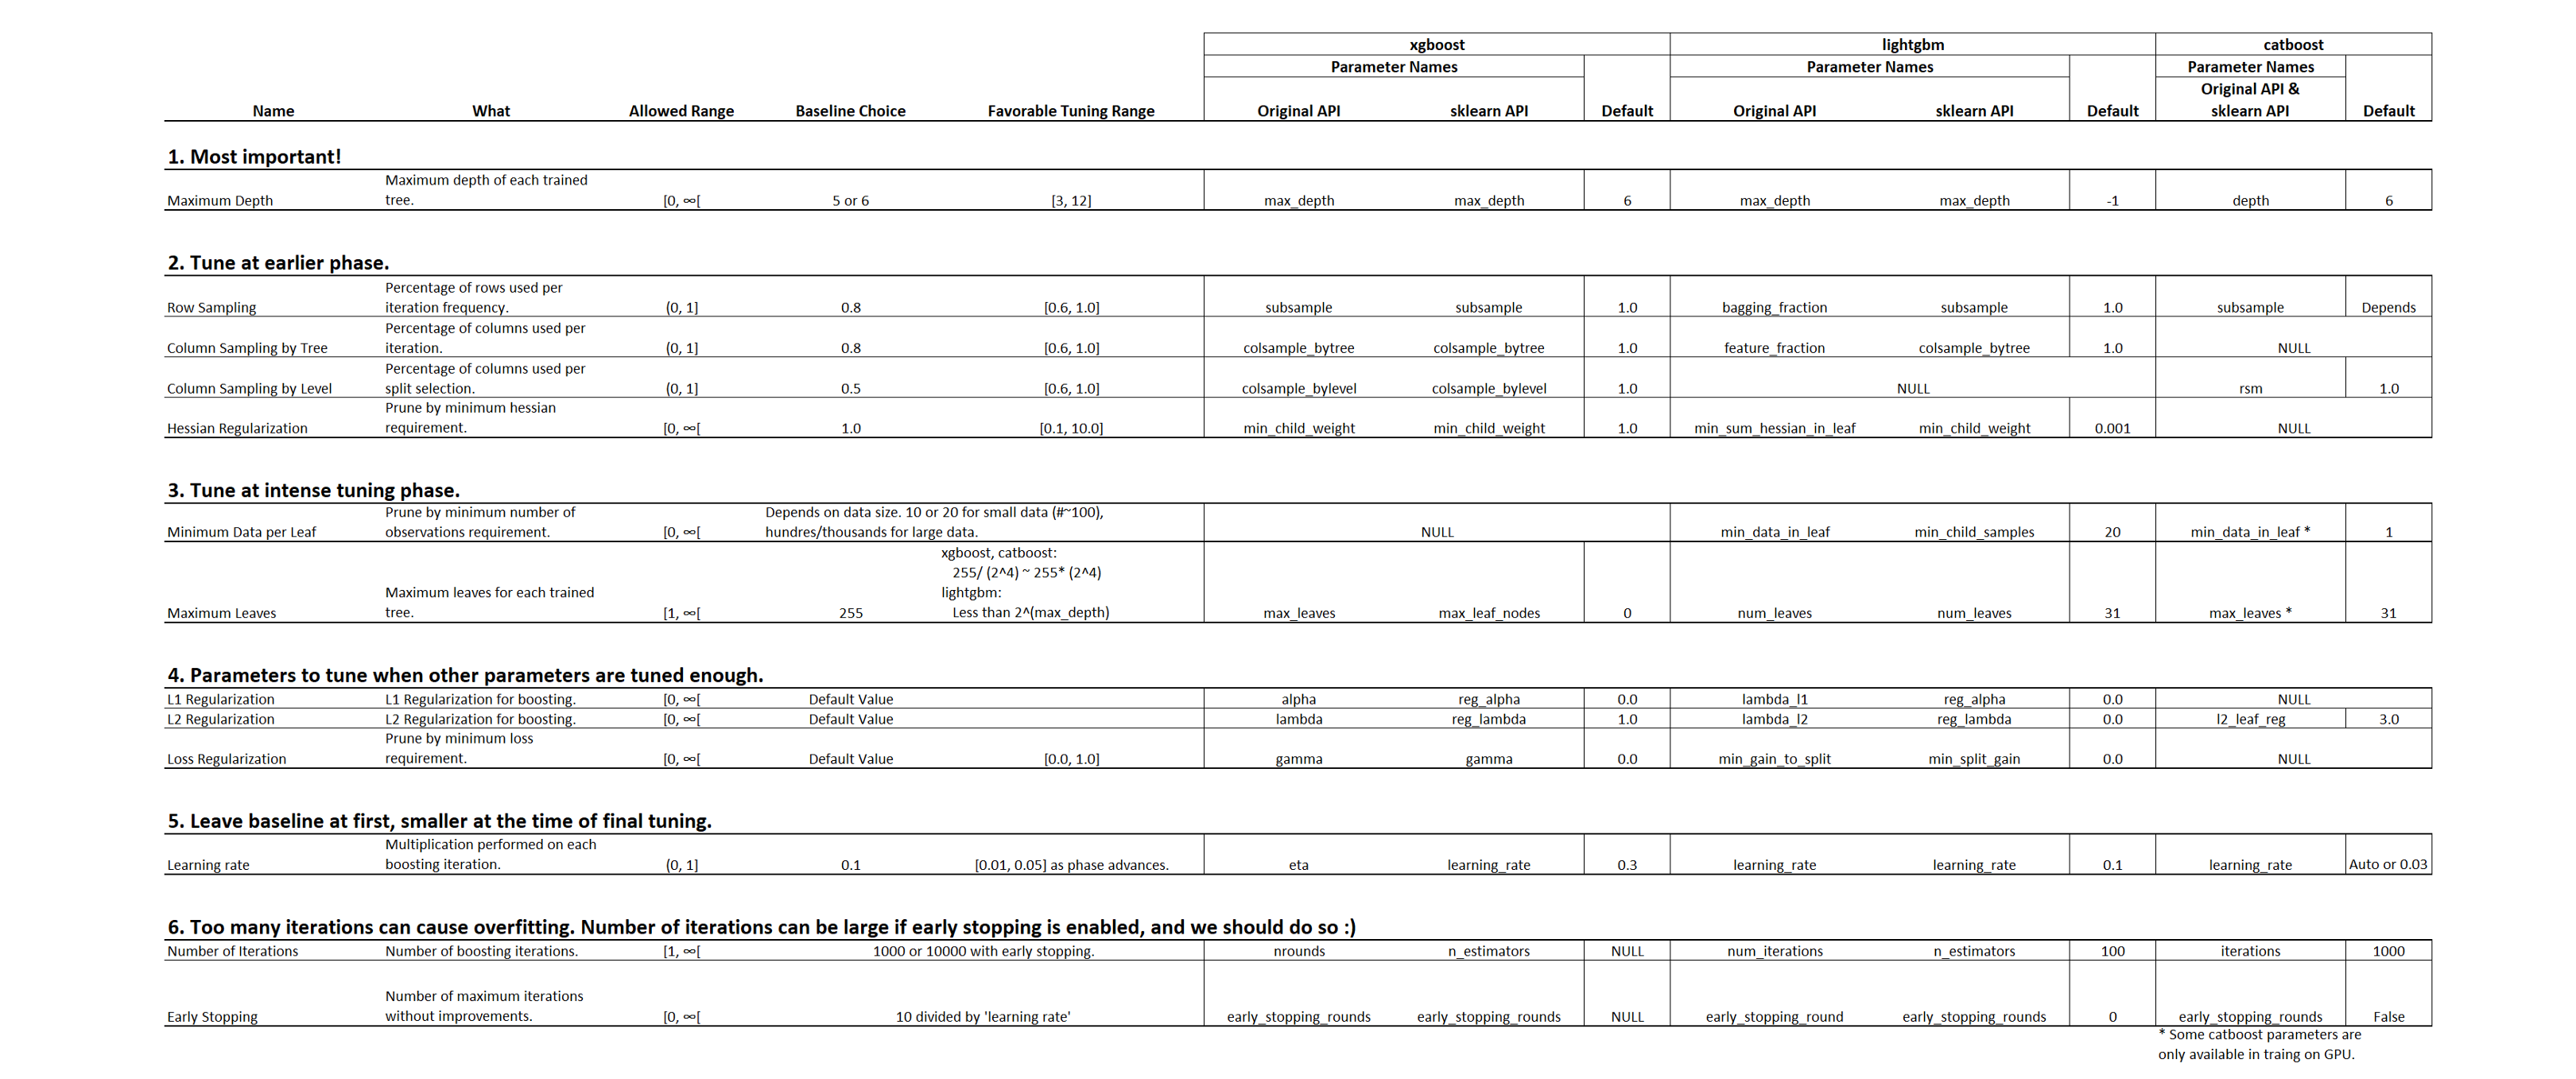 xgboost lightgbm catboost
Parameter Names Parameter Names Parameter Names
Original API &
Name What Allowed Range Baseline Choice Favorable Tuning Range Original API sklearn API Default Original API sklearn API Default sklearn API Default
1. Most important!
Maximum depth of each trained
Maximum Depth tree. [0, ∞[ 5 or 6 [3, 12] max_depth max_depth 6 max_depth max_depth -1 depth 6
2. Tune at earlier phase.
Percentage of rows used per
Row Sampling iteration frequency. (0, 1] 0.8 [0.6, 1.0] subsample subsample 1.0 bagging_fraction subsample 1.0 subsample Depends
Percentage of columns used per
Column Sampling by Tree iteration. (0, 1] 0.8 [0.6, 1.0] colsample_bytree colsample_bytree 1.0 feature_fraction colsample_bytree 1.0 NULL
Percentage of columns used per
Column Sampling by Level split selection. (0, 1] 0.5 [0.6, 1.0] colsample_bylevel colsample_bylevel 1.0 NULL rsm 1.0
Prune by minimum hessian
Hessian Regularization requirement. [0, ∞[ 1.0 [0.1, 10.0] min_child_weight min_child_weight 1.0 min_sum_hessian_in_leaf min_child_weight 0.001 NULL
3. Tune at intense tuning phase.
Prune by minimum number of Depends on data size. 10 or 20 for small data (#~100),
Minimum Data per Leaf observations requirement. [0, ∞[ hundres/thousands for large data. NULL min_data_in_leaf min_child_samples 20 min_data_in_leaf * 1
xgboost, catboost:
255/ (2^4) ~ 255* (2^4)
Maximum leaves for each trained lightgbm:
Maximum Leaves tree. [1, ∞[ 255 Less than 2^(max_depth) max_leaves max_leaf_nodes 0 num_leaves num_leaves 31 max_leaves * 31
4. Parameters to tune when other parameters are tuned enough.
L1 Regularization L1 Regularization for boosting. [0, ∞[ Default Value alpha reg_alpha 0.0 lambda_l1 reg_alpha 0.0 NULL
L2 Regularization L2 Regularization for boosting. [0, ∞[ Default Value lambda reg_lambda 1.0 lambda_l2 reg_lambda 0.0 l2_leaf_reg 3.0
Prune by minimum loss
Loss Regularization requirement. [0, ∞[ Default Value [0.0, 1.0] gamma gamma 0.0 min_gain_to_split min_split_gain 0.0 NULL
5. Leave baseline at first, smaller at the time of final tuning.
Multiplication performed on each
Learning rate boosting iteration. (0, 1] 0.1 [0.01, 0.05] as phase advances. eta learning_rate 0.3 learning_rate learning_rate 0.1 learning_rate Auto or 0.03
6. Too many iterations can cause overfitting. Number of iterations can be large if early stopping is enabled, and we should do so :)
Number of Iterations Number of boosting iterations. [1, ∞[ 1000 or 10000 with early stopping. nrounds n_estimators NULL num_iterations n_estimators 100 iterations 1000
Number of maximum iterations
Early Stopping without improvements. [0, ∞[ 10 divided by 'learning rate' early_stopping_rounds early_stopping_rounds NULL early_stopping_round early_stopping_rounds 0 early_stopping_rounds False
* Some catboost parameters are
only available in traing on GPU.